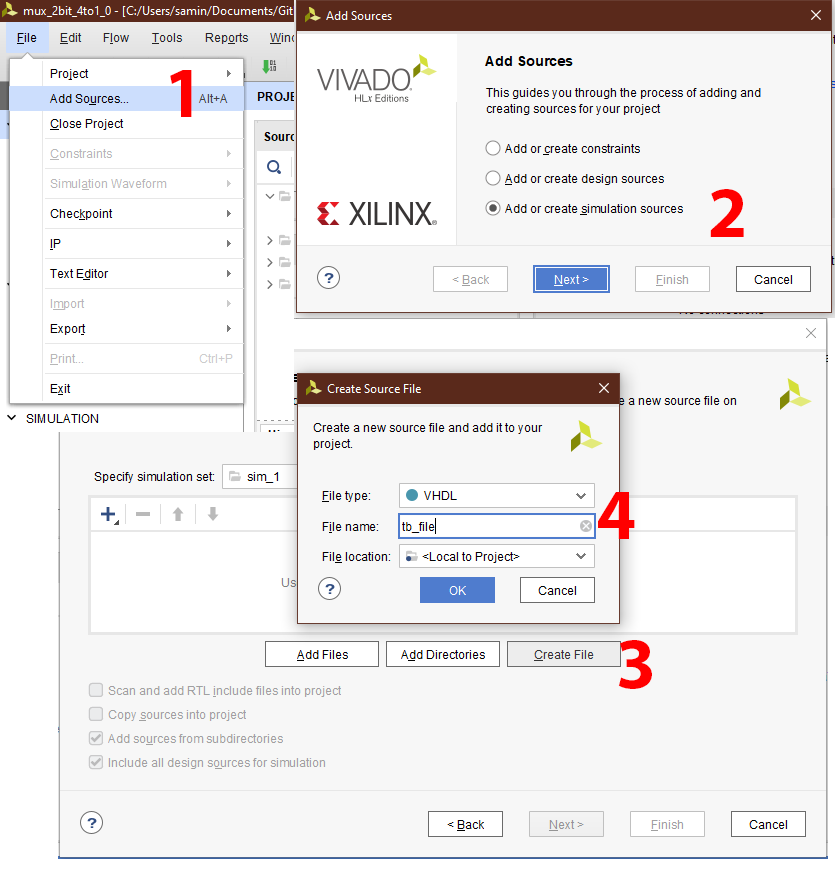 mux_2bit_4to1_0 - [C:/Users/samin/Documents/Git
File Edit Flow Tools Reports Wind
Project
Add Sources... Alt+A
1
Close Project
Constraints
Simulation Waveform
Checkpoint
IP
Text Editor
Import
Export
Print... Ctrl+P
Exit
SIMULATION
PROJE
Sourc
Add Sources
VIVADO
HLx Editions
XILINX
Add Sources
This guides you through the process of adding and
creating sources for your project
Add or create constraints
Add or create design sources
Add or create simulation sources
2
? < Back Next > Finish Cancel
e a new source file on
Specify simulation set: sim_1
Us
Create Source File
Create a new source file and add it to your
project.
File type: VHDL
File name: tb_file
4
File location: <Local to Project>
? OK Cancel
Add Files Add Directories Create File
3
Scan and add RTL include files into project
Copy sources into project
Add sources from subdirectories
Include all design sources for simulation
? < Back Next > Finish Cancel